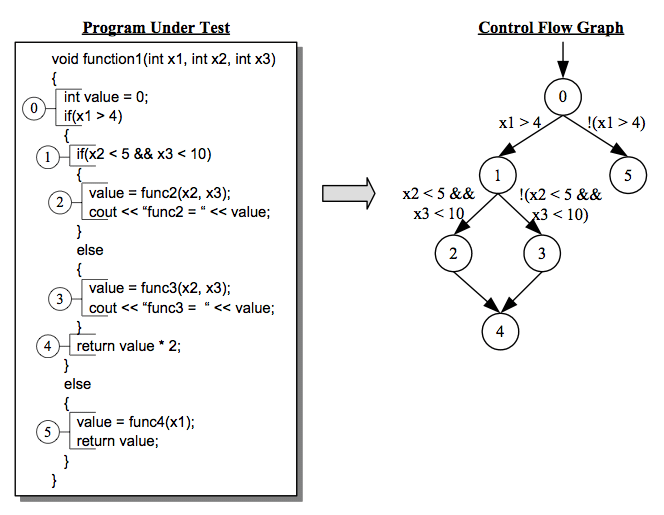 Program Under Test
void function1(int x1, int x2, int x3)
{
0
int value = 0;
if(x1 > 4)
{
1
if(x2 < 5 && x3 < 10)
{
2
value = func2(x2, x3);
cout << “func2 = “ << value;
}
else
{
3
value = func3(x2, x3);
cout << “func3 =  “ << value;
}
4
return value * 2;
}
else
{
5
value = func4(x1);
return value;
}
}
Control Flow Graph
0
x1 > 4
!(x1 > 4)
1
5
x2 < 5 &&
x3 < 10
!(x2 < 5 &&
x3 < 10)
2
3
4